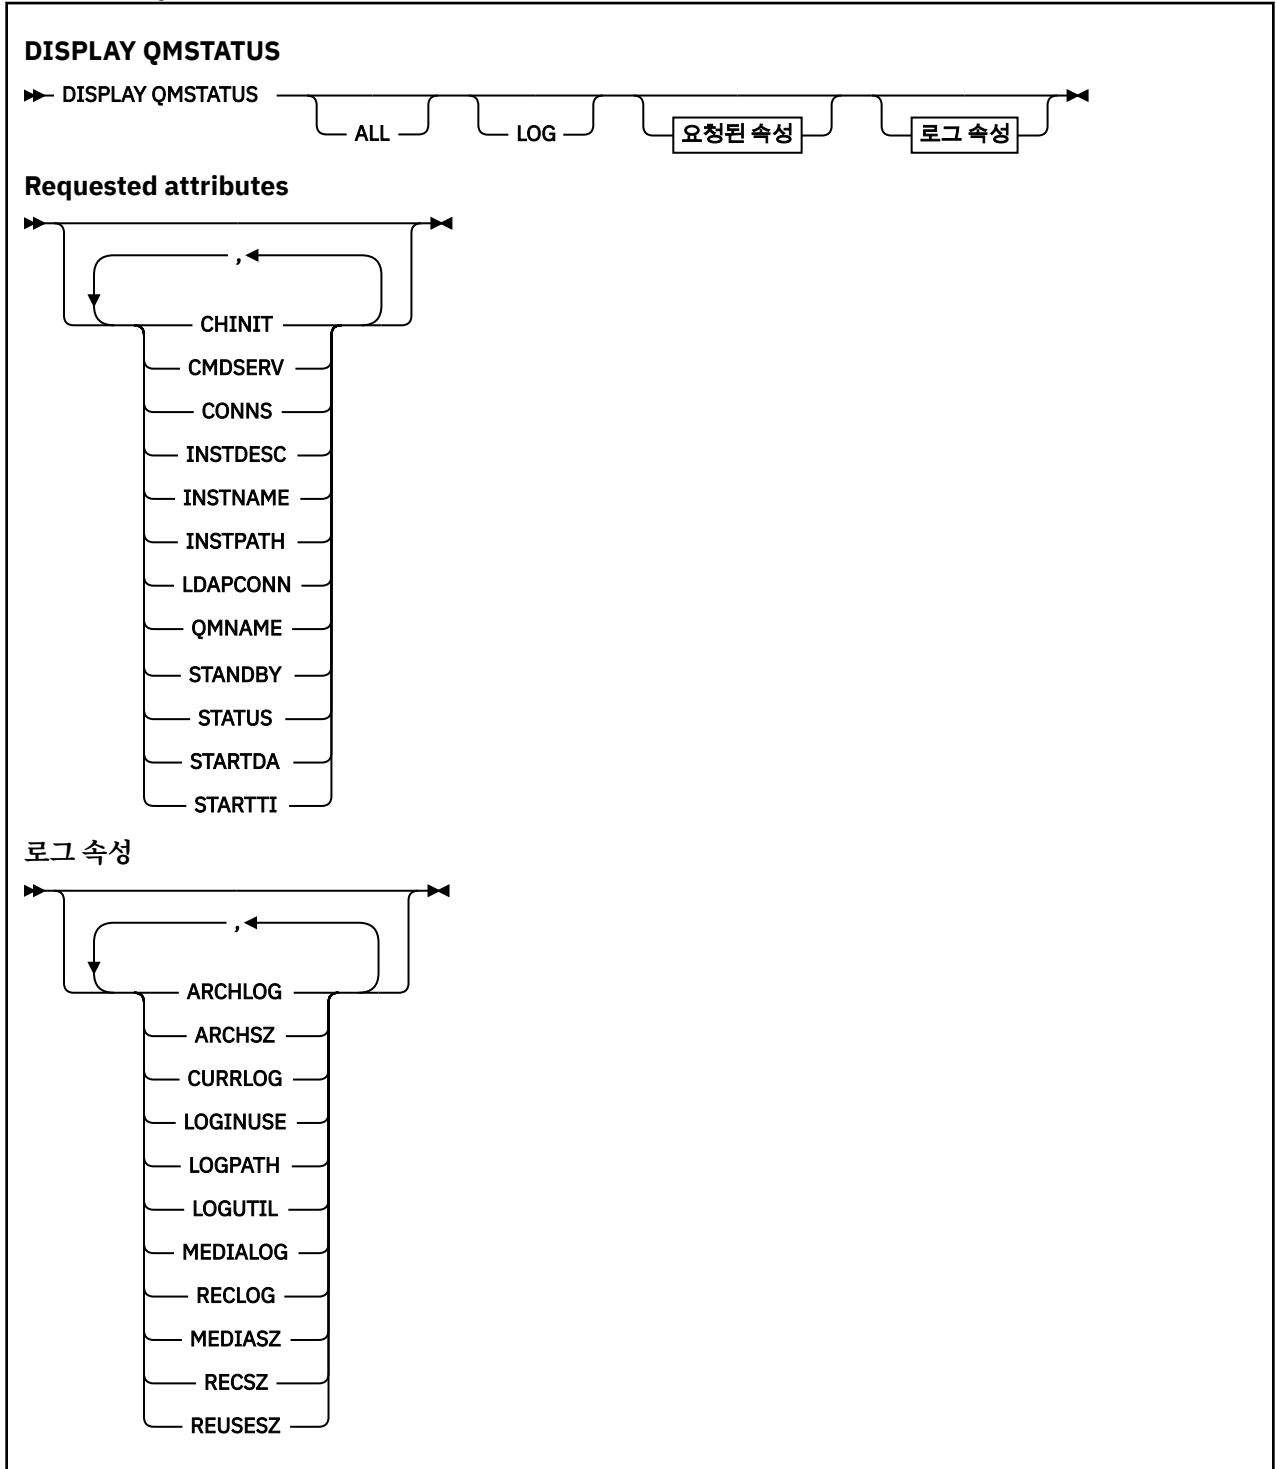 DISPLAY QMSTATUS
DISPLAY QMSTATUS
ALL LOG 요청된 속성 로그 속성
Requested attributes
,
CHINIT
CMDSERV
CONNS
INSTDESC
INSTNAME
INSTPATH
LDAPCONN
QMNAME
STANDBY
STATUS
STARTDA
STARTTI
로그 속성
,
ARCHLOG
ARCHSZ
CURRLOG
LOGINUSE
LOGPATH
LOGUTIL
MEDIALOG
RECLOG
MEDIASZ
RECSZ
REUSESZ